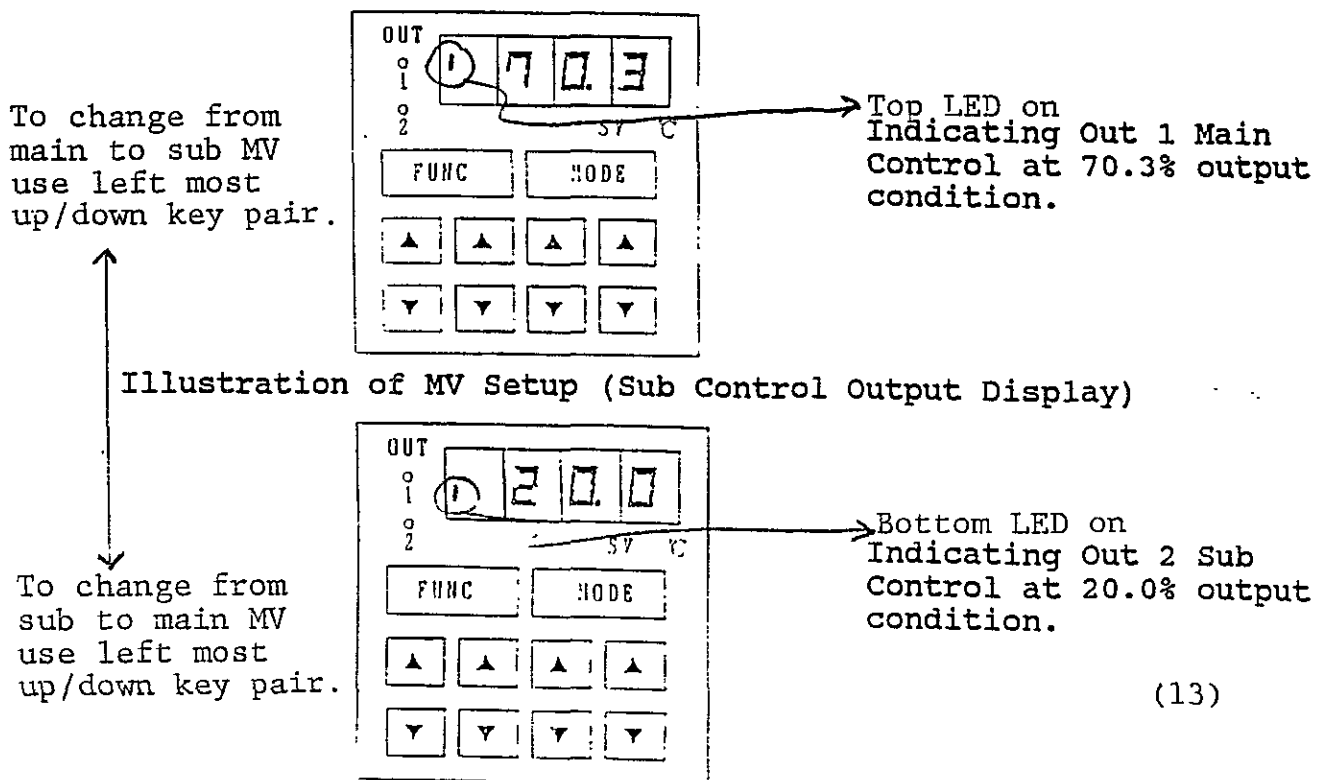 OUT
1 70.3
1
2
SV °C
FUNC MODE
To change from
main to sub MV
use left most
up/down key pair.
Top LED on
Indicating Out 1 Main
Control at 70.3% output
condition.
Illustration of MV Setup (Sub Control Output Display)
OUT
1 20.0
1
2
SV °C
FUNC MODE
To change from
sub to main MV
use left most
up/down key pair.
Bottom LED on
Indicating Out 2 Sub
Control at 20.0% output
condition.
(13)